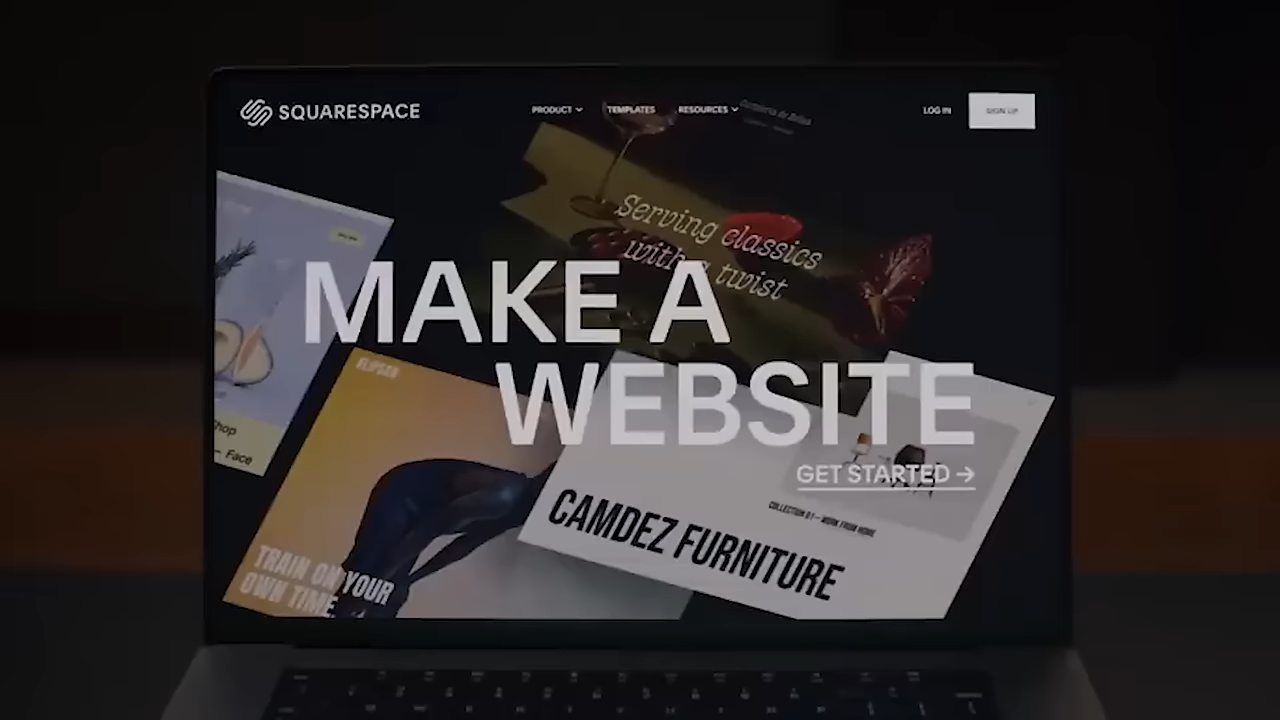 SQUARESPACE
PRODUCT
TEMPLATES
RESOURCES
LOG IN
SIGN UP
Serving classics
with a twist
MAKE A
WEBSITE
GET STARTED →
Shop
— Face
TRAIN ON YOUR
OWN TIME
CAMDEZ FURNITURE
COLLECTION 01 — WORK FROM HOME